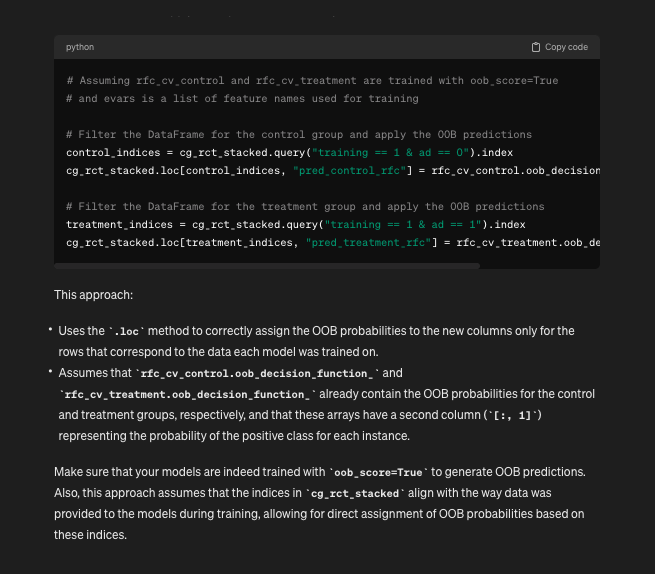 python
Copy code
# Assuming rfc_cv_control and rfc_cv_treatment are trained with oob_score=True
# and evars is a list of feature names used for training
# Filter the DataFrame for the control group and apply the OOB predictions
control_indices = cg_rct_stacked.query("training == 1 & ad == 0").index
cg_rct_stacked.loc[control_indices, "pred_control_rfc"] = rfc_cv_control.oob_decision
# Filter the DataFrame for the treatment group and apply the OOB predictions
treatment_indices = cg_rct_stacked.query("training == 1 & ad == 1").index
cg_rct_stacked.loc[treatment_indices, "pred_treatment_rfc"] = rfc_cv_treatment.oob_de
This approach:
• Uses the `.loc` method to correctly assign the OOB probabilities to the new columns only for the
rows that correspond to the data each model was trained on.
• Assumes that `rfc_cv_control.oob_decision_function_` and
`rfc_cv_treatment.oob_decision_function_` already contain the OOB probabilities for the control
and treatment groups, respectively, and that these arrays have a second column (`[:, 1]`)
representing the probability of the positive class for each instance.
Make sure that your models are indeed trained with `oob_score=True` to generate OOB predictions.
Also, this approach assumes that the indices in `cg_rct_stacked` align with the way data was
provided to the models during training, allowing for direct assignment of OOB probabilities based on
these indices.